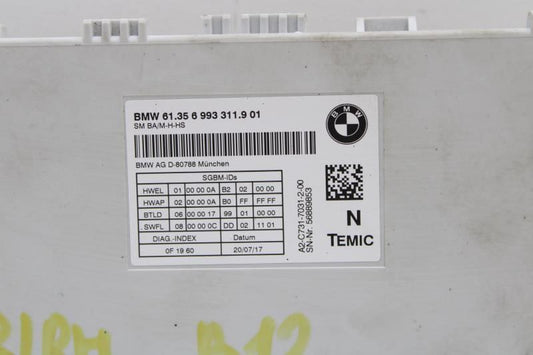 BMW 61.35 6 993 311.9 01
SM BA/M-H-HS
BMW AG D-80788 München
SGBM-IDs
HWEL 01 00 00 0A B2 02 00 00
HWAP 02 00 00 0A B0 FF FF FF
BTLD 06 00 00 17 99 01 00 00
SWFL 08 00 00 0C DD 02 11 01
DIAG.-INDEX Datum
0F 19 60 20/07/17
BMW
A2-C731-7031-2-00
SN-Nr. 56889853
N
TEMIC